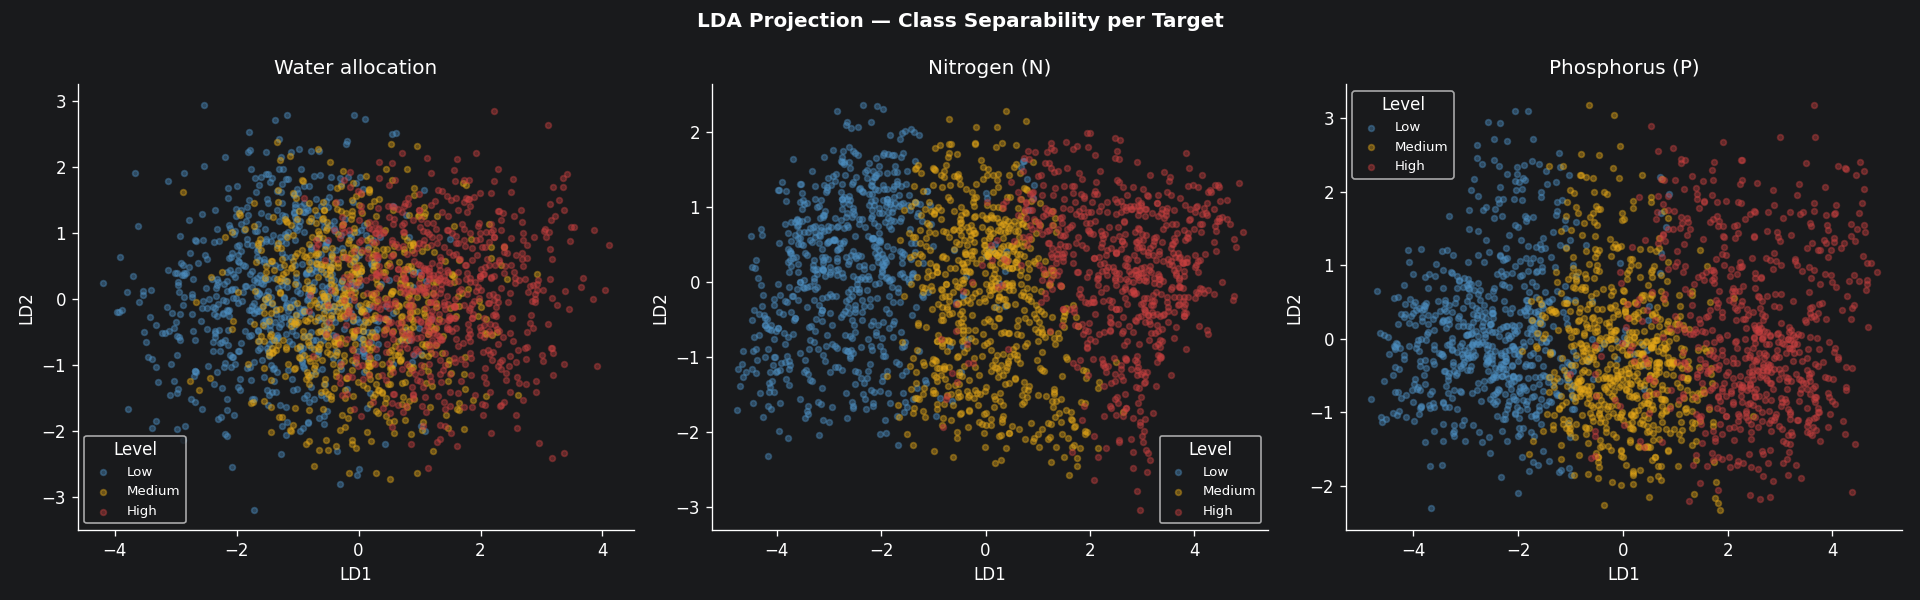 LDA Projection — Class Separability per Target
Water allocation
3
2
1
0
−1
−2
−3
LD2
Level
Low
Medium
High
−4
−2
0
2
4
LD1
Nitrogen (N)
2
1
0
−1
−2
−3
LD2
Level
Low
Medium
High
−4
−2
0
2
4
LD1
Phosphorus (P)
Level
Low
Medium
High
3
2
1
0
−1
−2
LD2
−4
−2
0
2
4
LD1